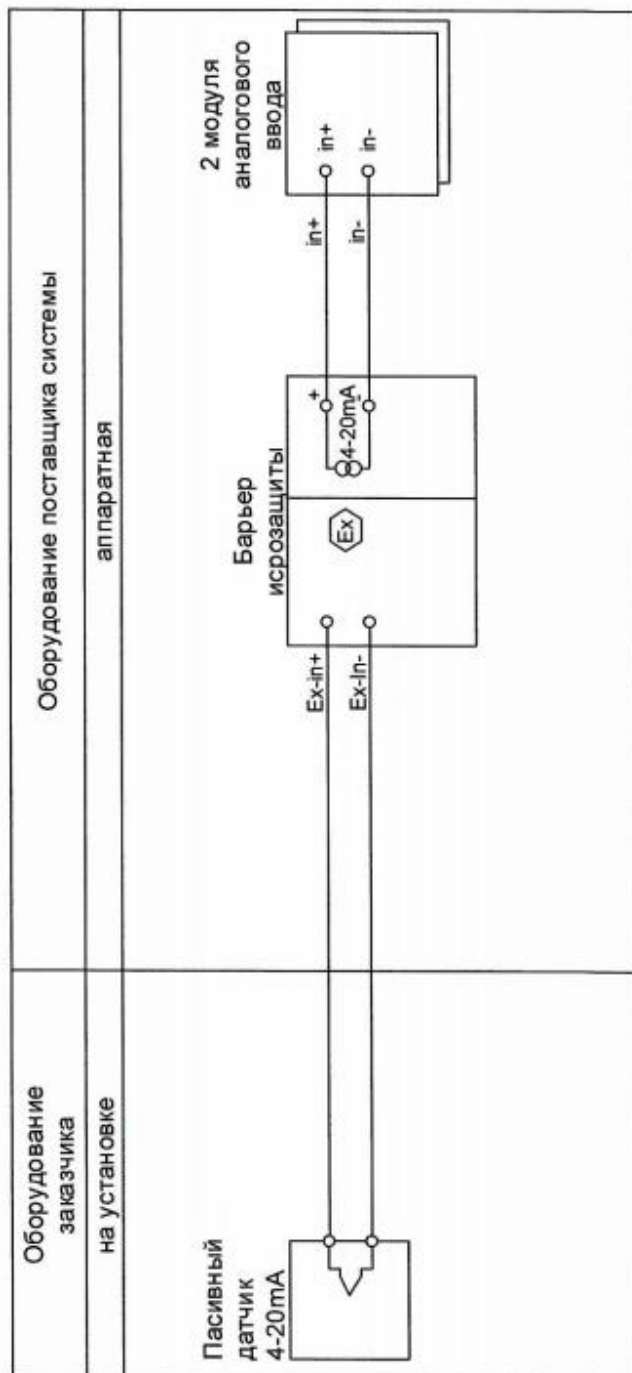 Оборудование
заказчика
Оборудование поставщика системы
на установке
аппаратная
Пасивный
датчик
4-20mA
Ex-in+
Ex-In-
Барьер
исрозащиты
Ex
+
4-20mA
-
in+
in-
2 модуля
аналогового
ввода
in+
in-